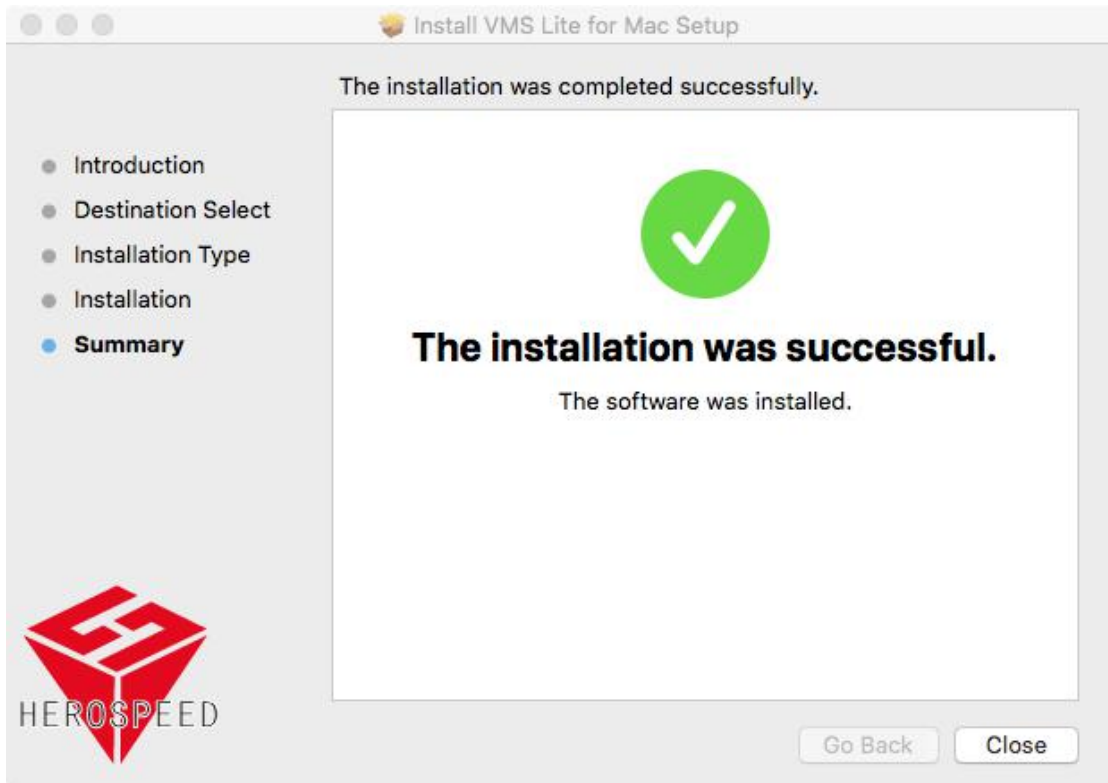 Install VMS Lite for Mac Setup
The installation was completed successfully.
Introduction
Destination Select
Installation Type
Installation
Summary
The installation was successful.
The software was installed.
HEROSPEED
Go Back
Close